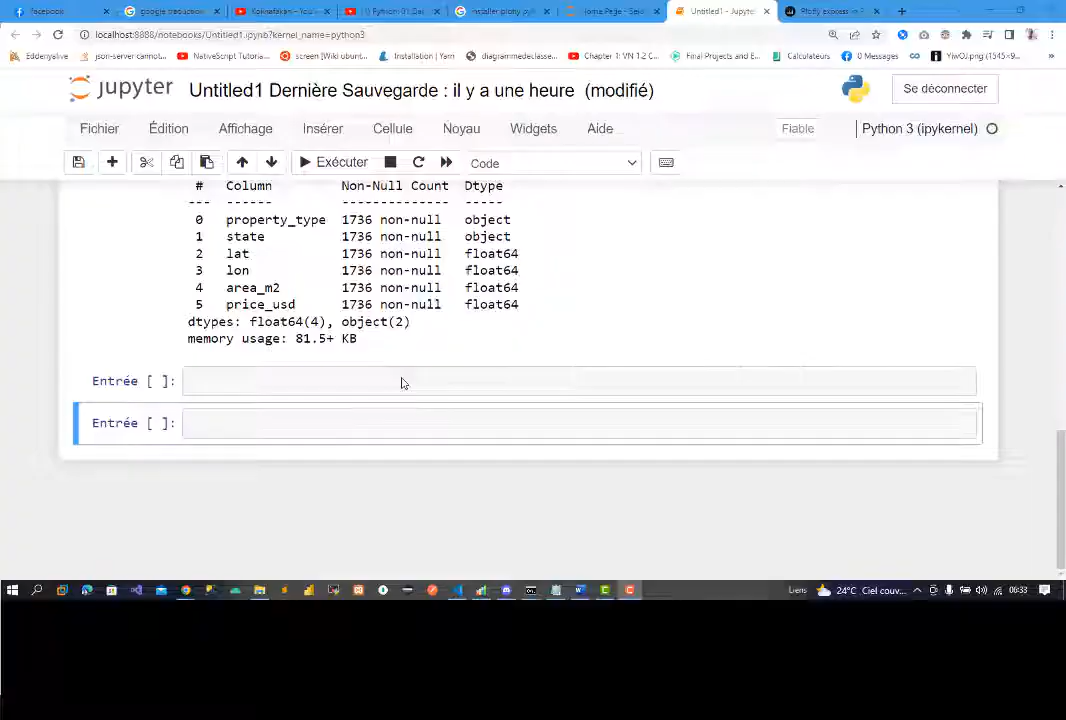 facebook
google traduction
Installer plotly py
Home Page - Sele
Untitled1 - Jupyter
Plotly express
localhost:8888/notebooks/Untitled1.ipynb?kernel_name=python3
Eddenyalive json-server cannot... NativeScript Tutoria... screen [Wiki ubunt... Installation | Yarn diagrammedeclasse... Chapter 1: VN 1.2 C... Final Projects and E... 0 Messages Calculateurs YiwOJ.png (1545×9...
jupyter Untitled1 Dernière Sauvegarde : il y a une heure (modifié) Se déconnecter
Fichier Édition Affichage Insérer Cellule Noyau Widgets Aide Fiable Python 3 (ipykernel)
Exécuter Code
# Column Non-Null Count Dtype
--- ------ -------------- -----
0 property_type 1736 non-null object
1 state 1736 non-null object
2 lat 1736 non-null float64
3 lon 1736 non-null float64
4 area_m2 1736 non-null float64
5 price_usd 1736 non-null float64
dtypes: float64(4), object(2)
memory usage: 81.5+ KB
Entrée [ ]:
Entrée [ ]:
Liens 24°C Ciel couv... 06:33